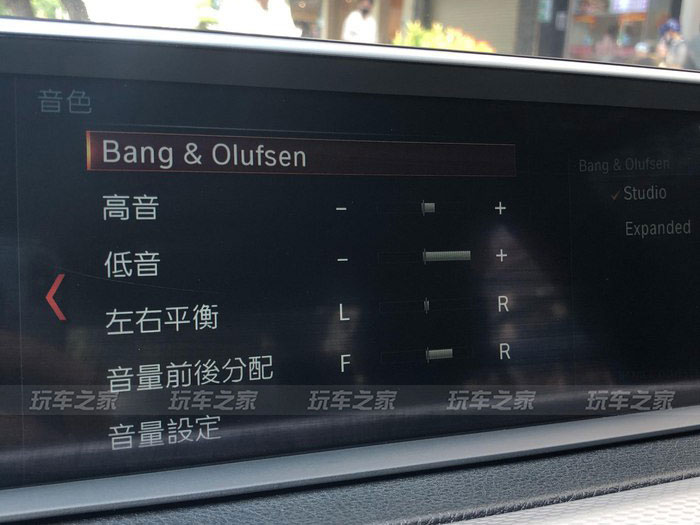 音色
Bang & Olufsen
高音 - +
低音 - +
左右平衡 L R
音量前後分配 F R
音量設定
Bang & Olufsen
✓ Studio
Expanded
玩车之家 玩车之家 玩车之家 玩车之家 玩车之家